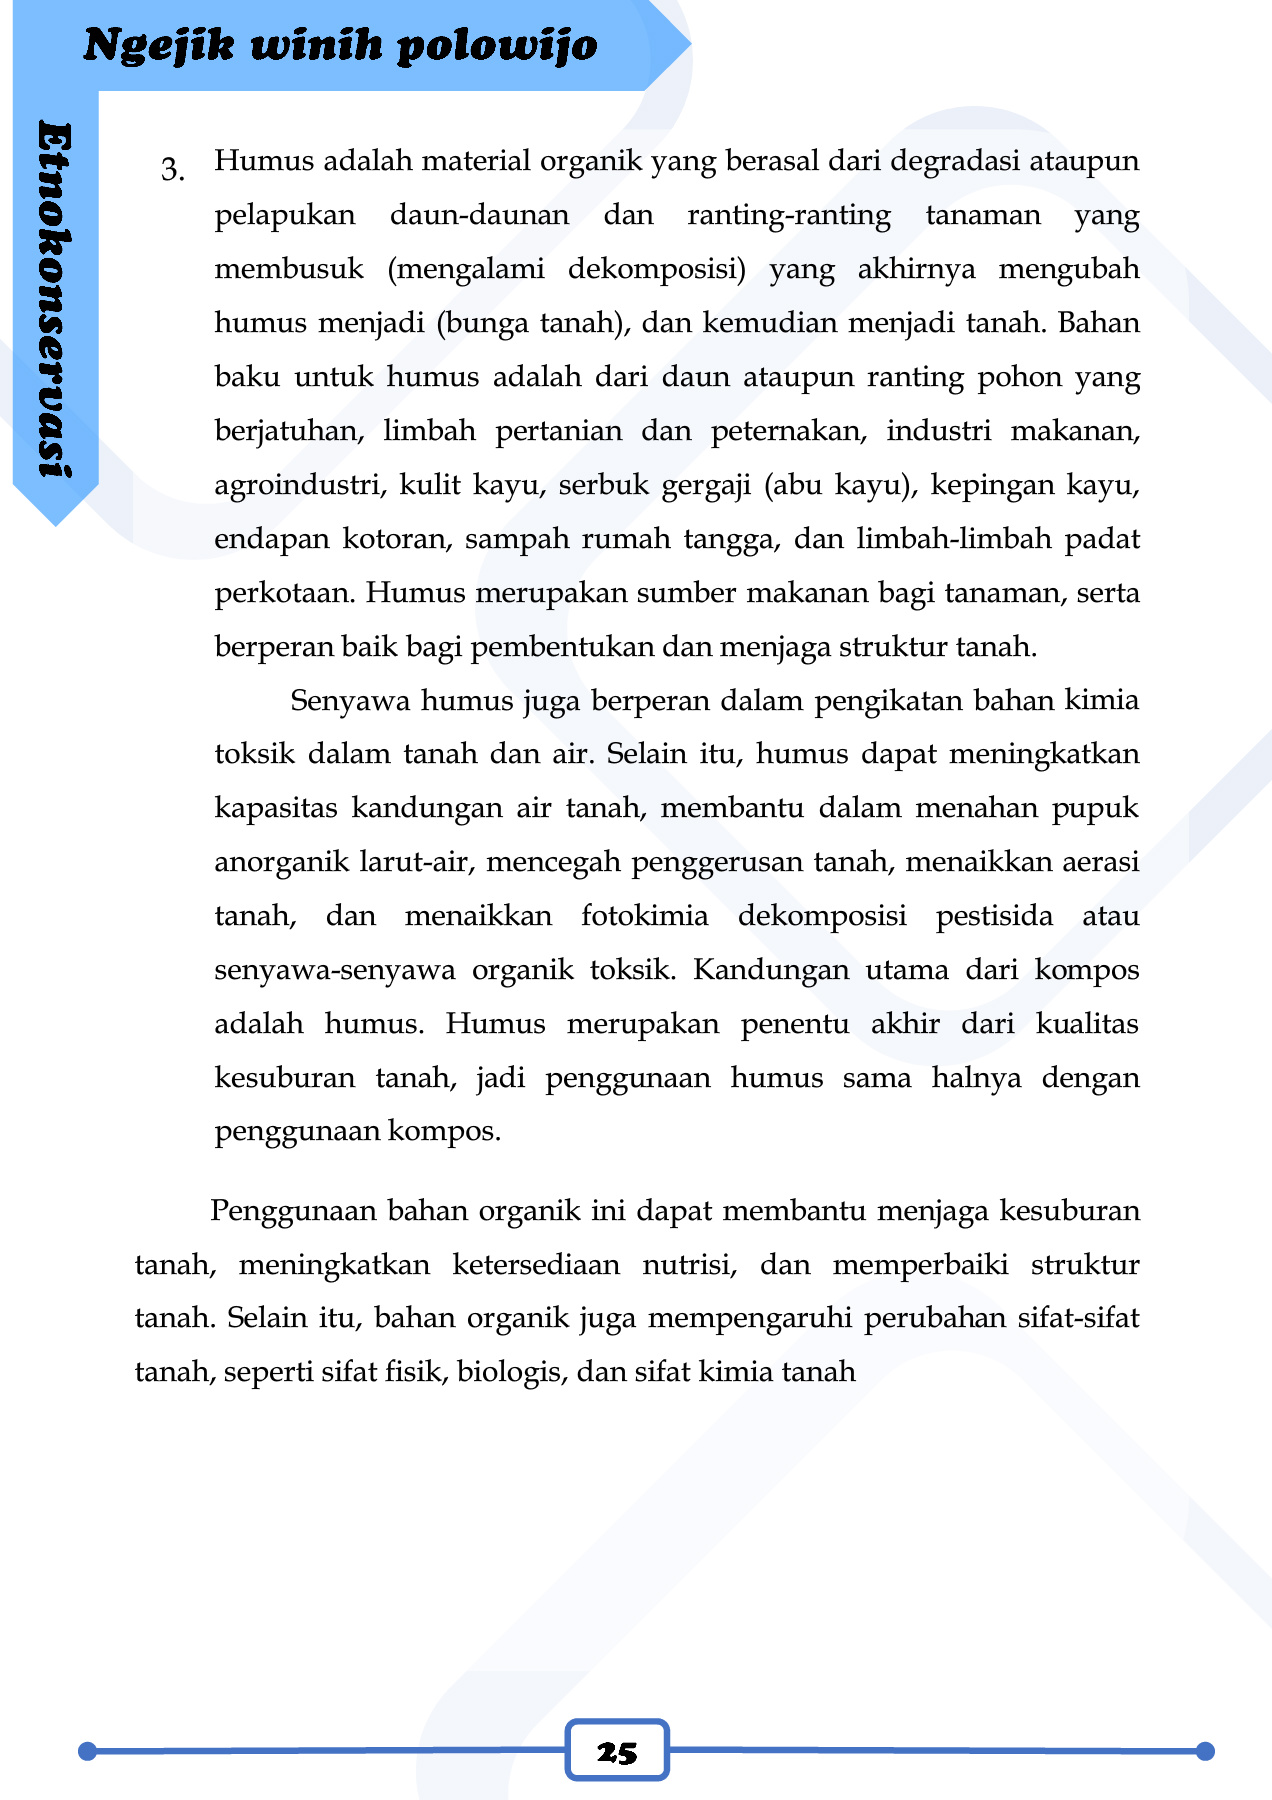 Ngejik winih polowijo
Etnokonservasi
3. Humus adalah material organik yang berasal dari degradasi ataupun
pelapukan daun-daunan dan ranting-ranting tanaman yang
membusuk (mengalami dekomposisi) yang akhirnya mengubah
humus menjadi (bunga tanah), dan kemudian menjadi tanah. Bahan
baku untuk humus adalah dari daun ataupun ranting pohon yang
berjatuhan, limbah pertanian dan peternakan, industri makanan,
agroindustri, kulit kayu, serbuk gergaji (abu kayu), kepingan kayu,
endapan kotoran, sampah rumah tangga, dan limbah-limbah padat
perkotaan. Humus merupakan sumber makanan bagi tanaman, serta
berperan baik bagi pembentukan dan menjaga struktur tanah.
Senyawa humus juga berperan dalam pengikatan bahan kimia
toksik dalam tanah dan air. Selain itu, humus dapat meningkatkan
kapasitas kandungan air tanah, membantu dalam menahan pupuk
anorganik larut-air, mencegah penggerusan tanah, menaikkan aerasi
tanah, dan menaikkan fotokimia dekomposisi pestisida atau
senyawa-senyawa organik toksik. Kandungan utama dari kompos
adalah humus. Humus merupakan penentu akhir dari kualitas
kesuburan tanah, jadi penggunaan humus sama halnya dengan
penggunaan kompos.
Penggunaan bahan organik ini dapat membantu menjaga kesuburan
tanah, meningkatkan ketersediaan nutrisi, dan memperbaiki struktur
tanah. Selain itu, bahan organik juga mempengaruhi perubahan sifat-sifat
tanah, seperti sifat fisik, biologis, dan sifat kimia tanah
25